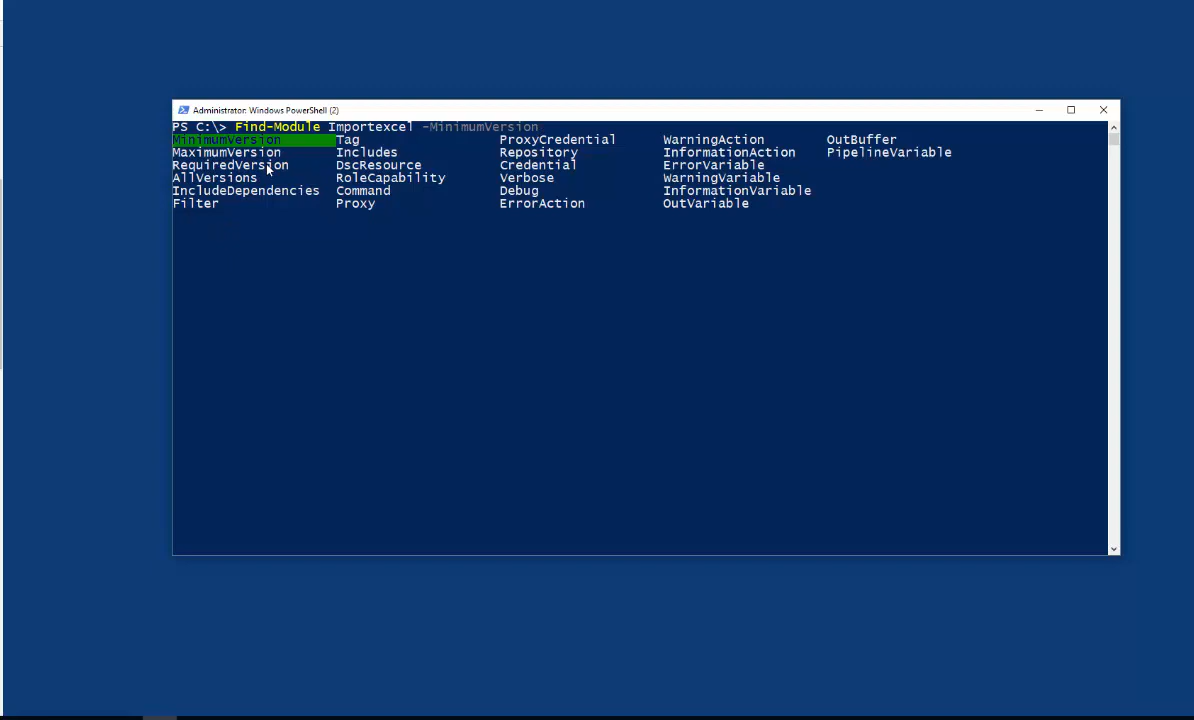 Administrator: Windows PowerShell (2)
PS C:\> Find-Module Importexcel -MinimumVersion
MinimumVersion Tag ProxyCredential WarningAction OutBuffer
MaximumVersion Includes Repository InformationAction PipelineVariable
RequiredVersion DscResource Credential ErrorVariable
AllVersions RoleCapability Verbose WarningVariable
IncludeDependencies Command Debug InformationVariable
Filter Proxy ErrorAction OutVariable